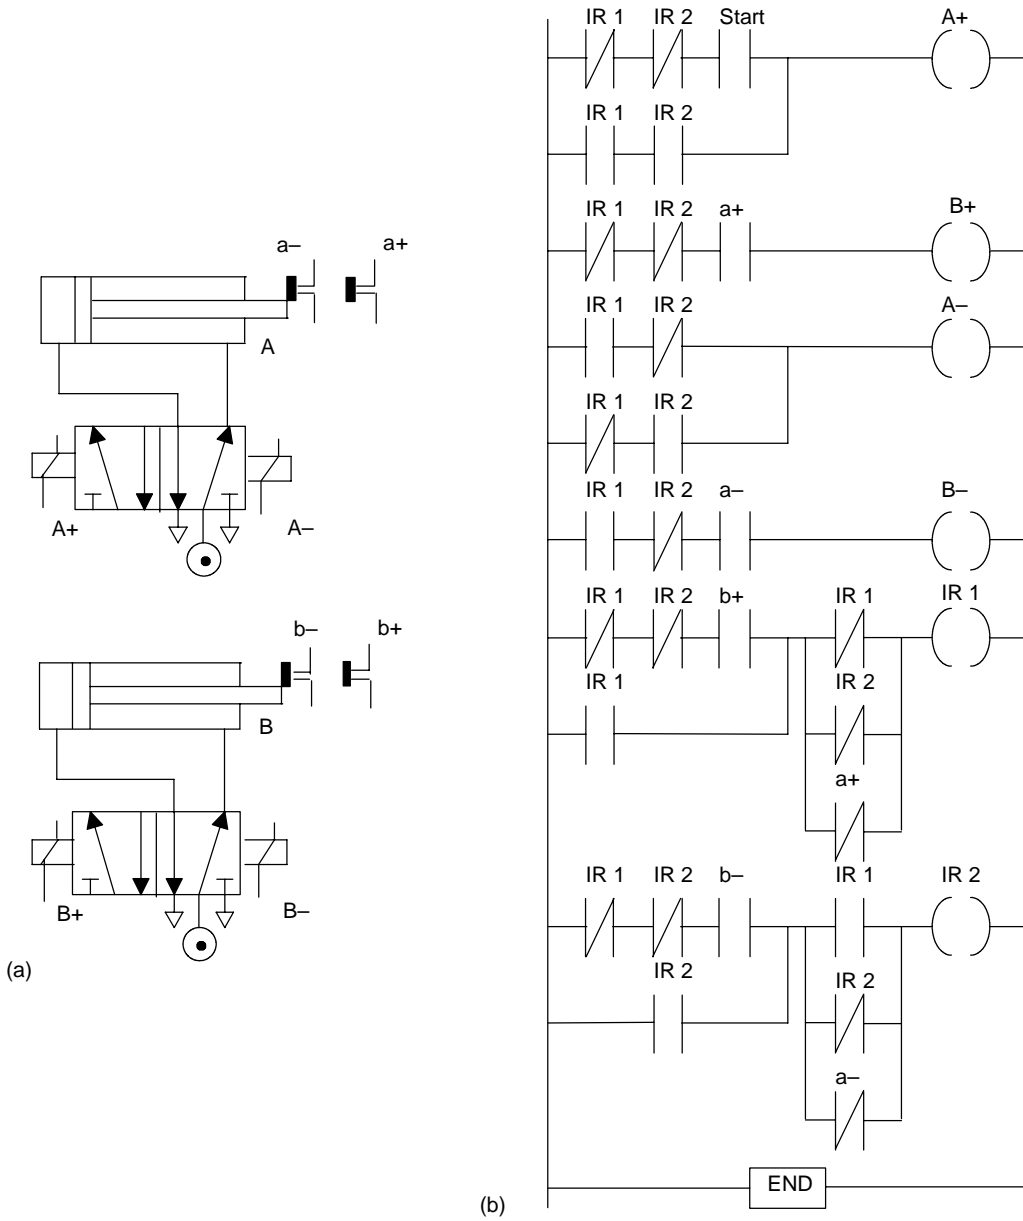 a– a+
A
A+ A–
b– b+
B
B+ B–
(a)
IR 1 IR 2 Start A+
IR 1 IR 2
IR 1 IR 2 a+ B+
IR 1 IR 2 A–
IR 1 IR 2
IR 1 IR 2 a– B–
IR 1 IR 2 b+ IR 1 IR 1
IR 1 IR 2
a+
IR 1 IR 2 b– IR 1 IR 2
IR 2 IR 2
a–
END
(b)